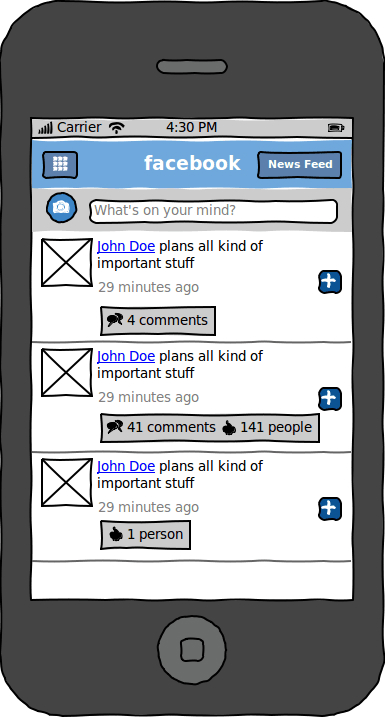 Carrier 4:30 PM
facebook News Feed
What's on your mind?
John Doe plans all kind of
important stuff
29 minutes ago
4 comments
John Doe plans all kind of
important stuff
29 minutes ago
41 comments 141 people
John Doe plans all kind of
important stuff
29 minutes ago
1 person